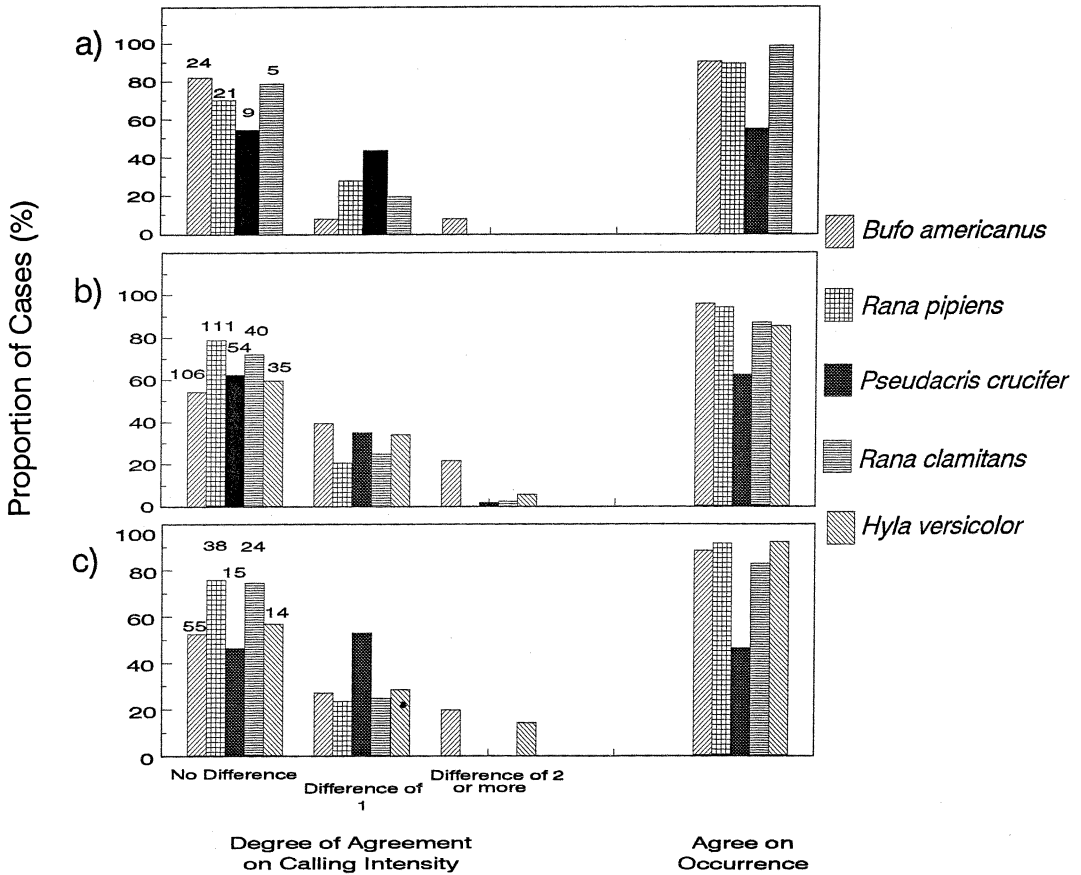 Proportion of Cases (%)
a)
100
80
60
40
20
0
24
21
9
5
b)
100
80
60
40
20
0
106
111
54
40
35
c)
100
80
60
40
20
0
55
38
15
24
14
No Difference
Difference of
1
Difference of 2
or more
Degree of Agreement
on Calling Intensity
Agree on
Occurrence
Bufo americanus
Rana pipiens
Pseudacris crucifer
Rana clamitans
Hyla versicolor